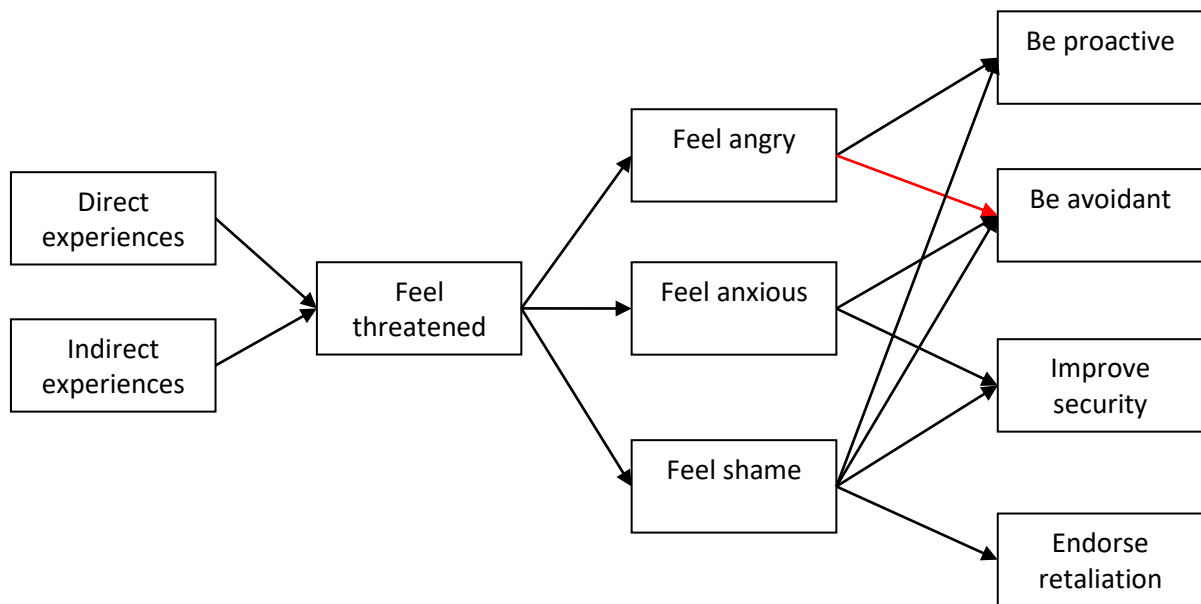 Direct
experiences
Indirect
experiences
Feel
threatened
Feel angry
Feel anxious
Feel shame
Be proactive
Be avoidant
Improve
security
Endorse
retaliation